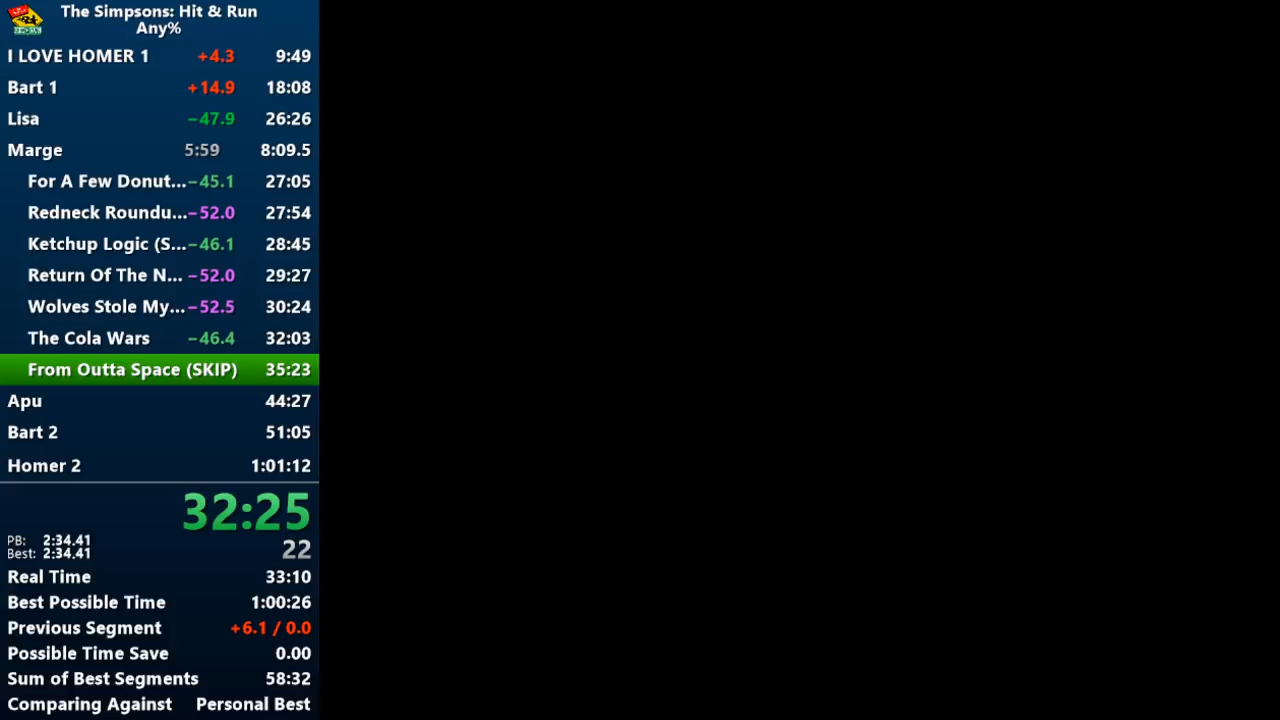 The Simpsons: Hit & Run
Any%
I LOVE HOMER 1 +4.3 9:49
Bart 1 +14.9 18:08
Lisa −47.9 26:26
Marge 5:59 8:09.5
For A Few Donut... −45.1 27:05
Redneck Roundu... −52.0 27:54
Ketchup Logic (S... −46.1 28:45
Return Of The N... −52.0 29:27
Wolves Stole My... −52.5 30:24
The Cola Wars −46.4 32:03
From Outta Space (SKIP) 35:23
Apu 44:27
Bart 2 51:05
Homer 2 1:01:12
32:25
PB: 2:34.41
Best: 2:34.41
22
Real Time 33:10
Best Possible Time 1:00:26
Previous Segment +6.1 / 0.0
Possible Time Save 0.00
Sum of Best Segments 58:32
Comparing Against Personal Best